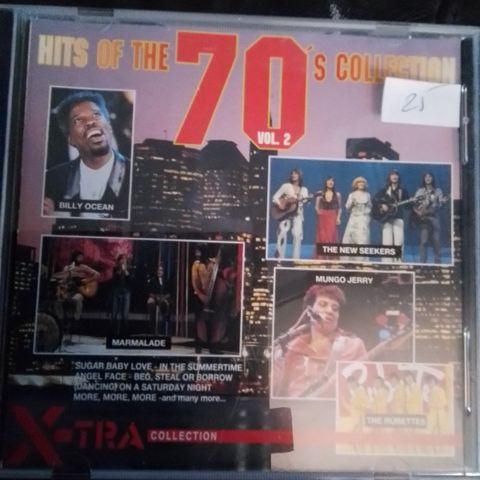 HITS OF THE 70's COLLECTION
VOL. 2
25
BILLY OCEAN
THE NEW SEEKERS
MARMALADE
MUNGO JERRY
SUGAR BABY LOVE - IN THE SUMMERTIME
ANGEL FACE - BEG, STEAL OR BORROW
(DANCING) ON A SATURDAY NIGHT
MORE, MORE, MORE -and many more...
THE RUBETTES
X-TRA COLLECTION